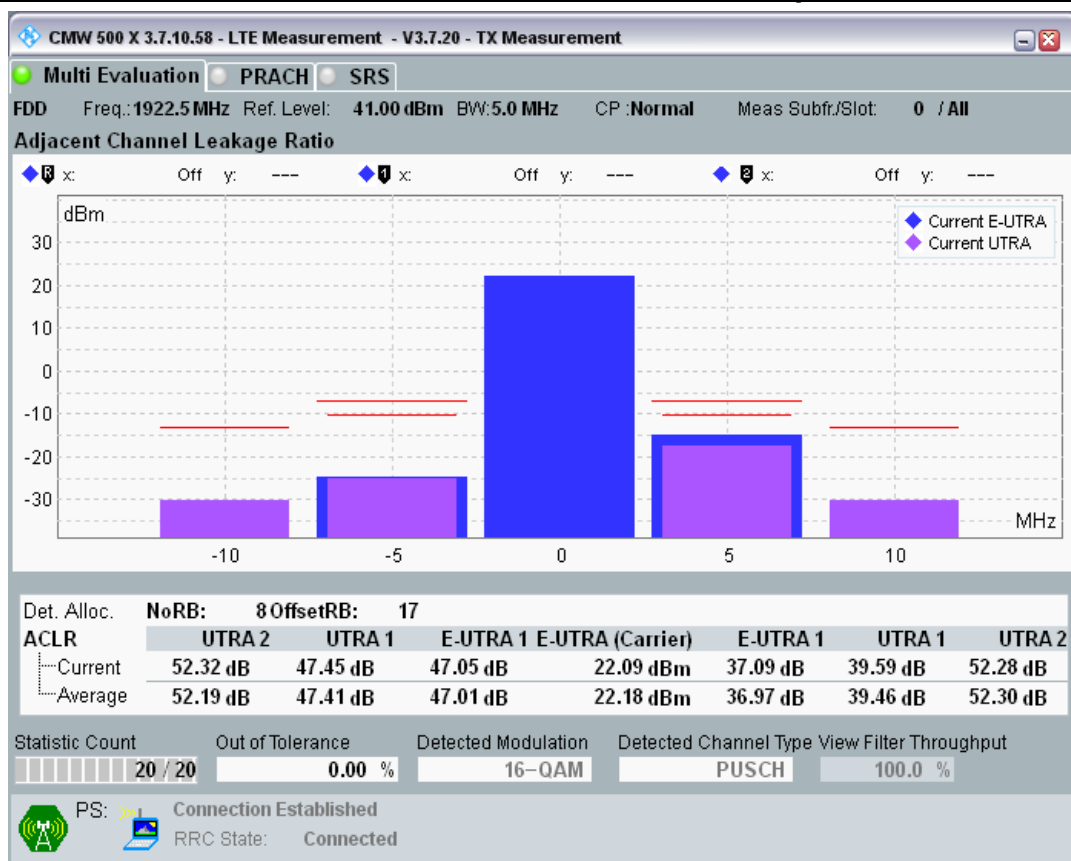 CMW 500 X 3.7.10.58 - LTE Measurement - V3.7.20 - TX Measurement
Multi Evaluation PRACH SRS
FDD Freq.: 1922.5 MHz Ref. Level: 41.00 dBm BW: 5.0 MHz CP : Normal Meas Subfr./Slot: 0 / All
Adjacent Channel Leakage Ratio
R x: Off y: --- 1 x: Off y: --- 2 x: Off y: ---
dBm
Current E-UTRA
Current UTRA
30
20
10
0
-10
-20
-30
MHz
-10 -5 0 5 10
Det. Alloc. NoRB: 8 OffsetRB: 17
ACLR UTRA 2 UTRA 1 E-UTRA 1 E-UTRA (Carrier) E-UTRA 1 UTRA 1 UTRA 2
Current 52.32 dB 47.45 dB 47.05 dB 22.09 dBm 37.09 dB 39.59 dB 52.28 dB
Average 52.19 dB 47.41 dB 47.01 dB 22.18 dBm 36.97 dB 39.46 dB 52.30 dB
Statistic Count Out of Tolerance Detected Modulation Detected Channel Type View Filter Throughput
20 / 20 0.00 % 16-QAM PUSCH 100.0 %
PS: Connection Established
RRC State: Connected